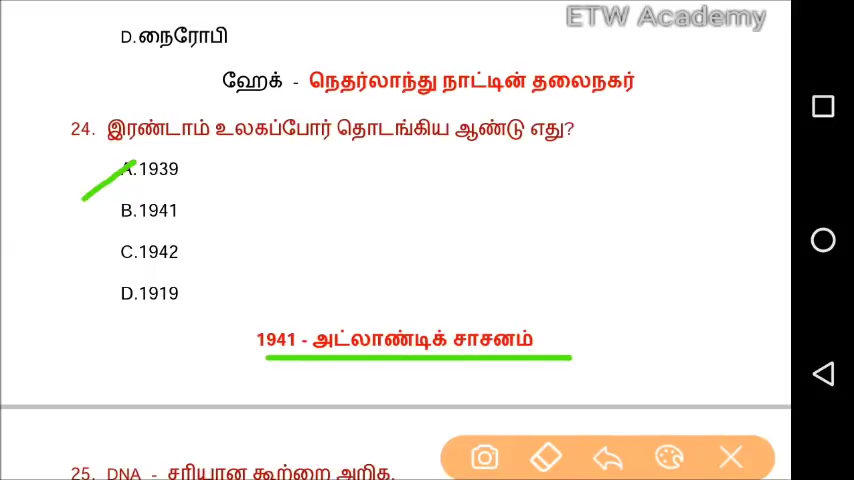 ETW Academy
D.நைரோபி
ஹேக் - நெதர்லாந்து நாட்டின் தலைநகர்
24. இரண்டாம் உலகப்போர் தொடங்கிய ஆண்டு எது?
A.1939
B.1941
C.1942
D.1919
1941 - அட்லாண்டிக் சாசனம்
25. DNA - சரியான கூற்றை அறிக.